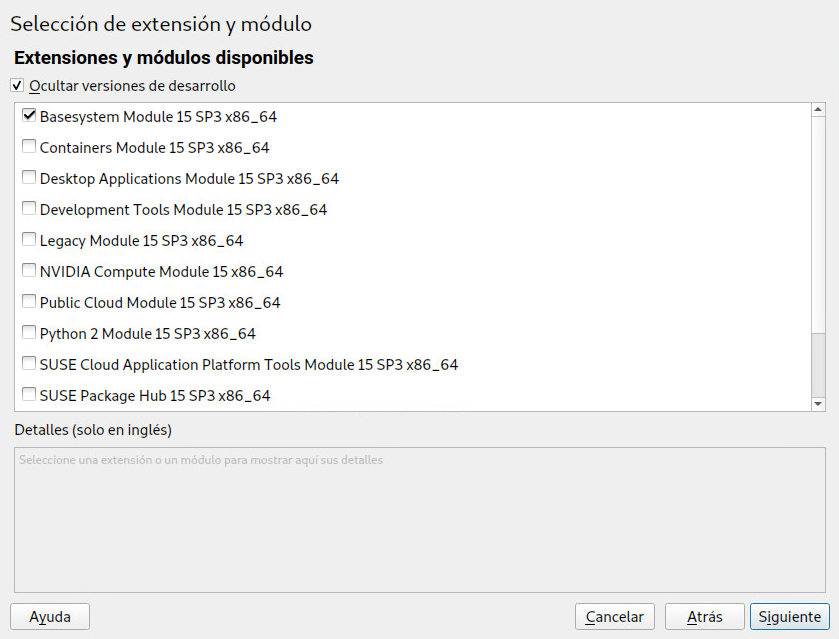 Selección de extensión y módulo
Extensiones y módulos disponibles
Ocultar versiones de desarrollo
Basesystem Module 15 SP3 x86_64
Containers Module 15 SP3 x86_64
Desktop Applications Module 15 SP3 x86_64
Development Tools Module 15 SP3 x86_64
Legacy Module 15 SP3 x86_64
NVIDIA Compute Module 15 x86_64
Public Cloud Module 15 SP3 x86_64
Python 2 Module 15 SP3 x86_64
SUSE Cloud Application Platform Tools Module 15 SP3 x86_64
SUSE Package Hub 15 SP3 x86_64
Detalles (solo en inglés)
Seleccione una extensión o un módulo para mostrar aquí sus detalles
Ayuda Cancelar Atrás Siguiente